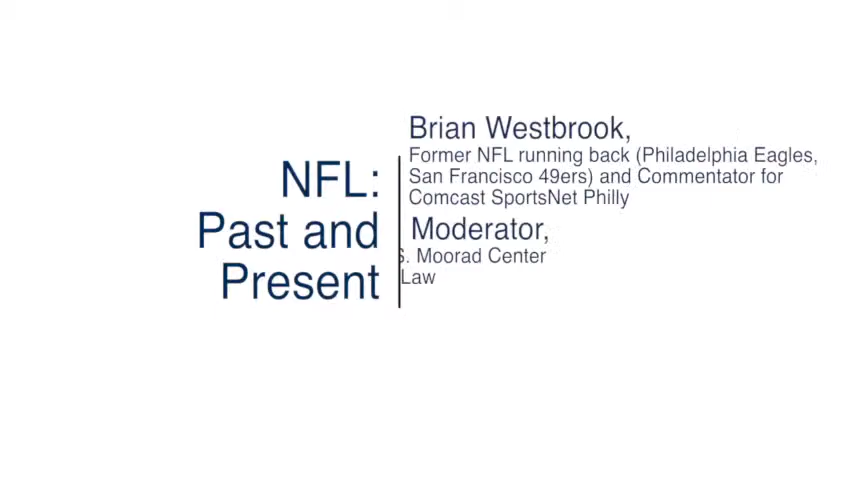 NFL:
Past and
Present
Brian Westbrook,
Former NFL running back (Philadelphia Eagles,
San Francisco 49ers) and Commentator for
Comcast SportsNet Philly
Moderator,
S. Moorad Center
Law